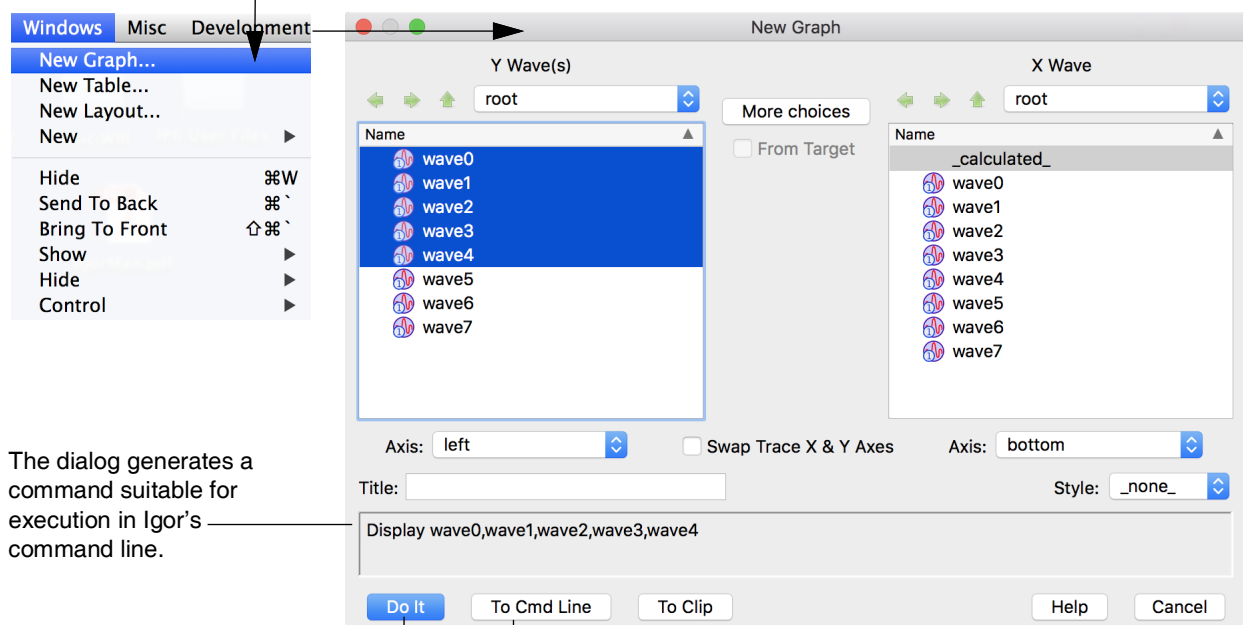 Windows Misc Development
New Graph...
New Table...
New Layout...
New
Hide ⌘W
Send To Back ⌘`
Bring To Front ⇧⌘`
Show
Hide
Control
The dialog generates a
command suitable for
execution in Igor's
command line.
New Graph
Y Wave(s)
root
Name
wave0
wave1
wave2
wave3
wave4
wave5
wave6
wave7
More choices
From Target
X Wave
root
Name
_calculated_
wave0
wave1
wave2
wave3
wave4
wave5
wave6
wave7
Axis: left
Swap Trace X & Y Axes
Axis: bottom
Title:
Style: _none_
Display wave0,wave1,wave2,wave3,wave4
Do It To Cmd Line To Clip Help Cancel